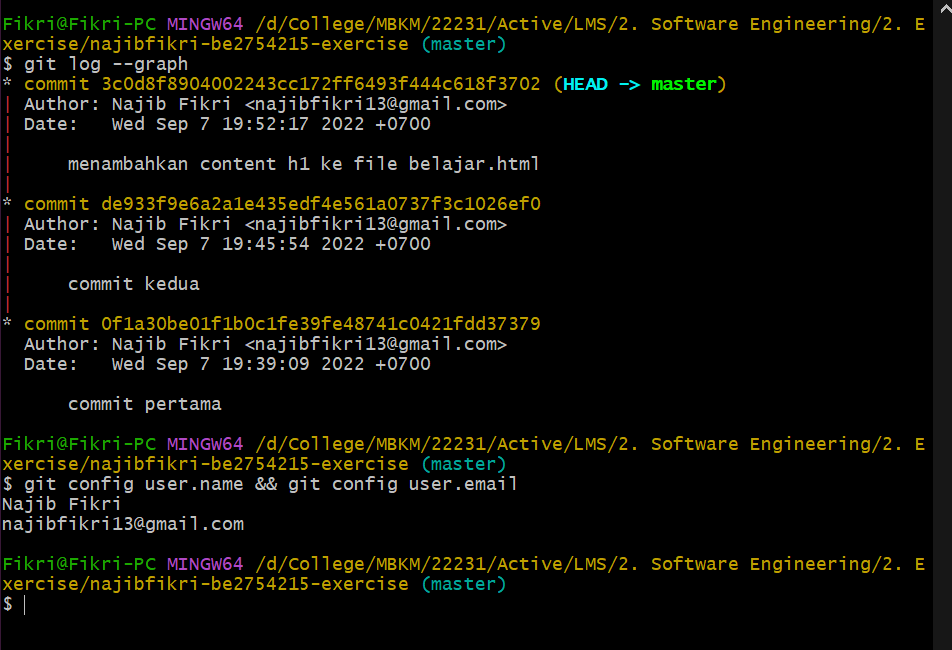 Fikri@Fikri-PC MINGW64 /d/College/MBKM/22231/Active/LMS/2. Software Engineering/2. E
xercise/najibfikri-be2754215-exercise (master)
$ git log --graph
* commit 3c0d8f8904002243cc172ff6493f444c618f3702 (HEAD -> master)
| Author: Najib Fikri <najibfikri13@gmail.com>
| Date:   Wed Sep 7 19:52:17 2022 +0700
|
|     menambahkan content h1 ke file belajar.html
|
* commit de933f9e6a2a1e435edf4e561a0737f3c1026ef0
| Author: Najib Fikri <najibfikri13@gmail.com>
| Date:   Wed Sep 7 19:45:54 2022 +0700
|
|     commit kedua
|
* commit 0f1a30be01f1b0c1fe39fe48741c0421fdd37379
  Author: Najib Fikri <najibfikri13@gmail.com>
  Date:   Wed Sep 7 19:39:09 2022 +0700
      commit pertama
Fikri@Fikri-PC MINGW64 /d/College/MBKM/22231/Active/LMS/2. Software Engineering/2. E
xercise/najibfikri-be2754215-exercise (master)
$ git config user.name && git config user.email
Najib Fikri
najibfikri13@gmail.com
Fikri@Fikri-PC MINGW64 /d/College/MBKM/22231/Active/LMS/2. Software Engineering/2. E
xercise/najibfikri-be2754215-exercise (master)
$